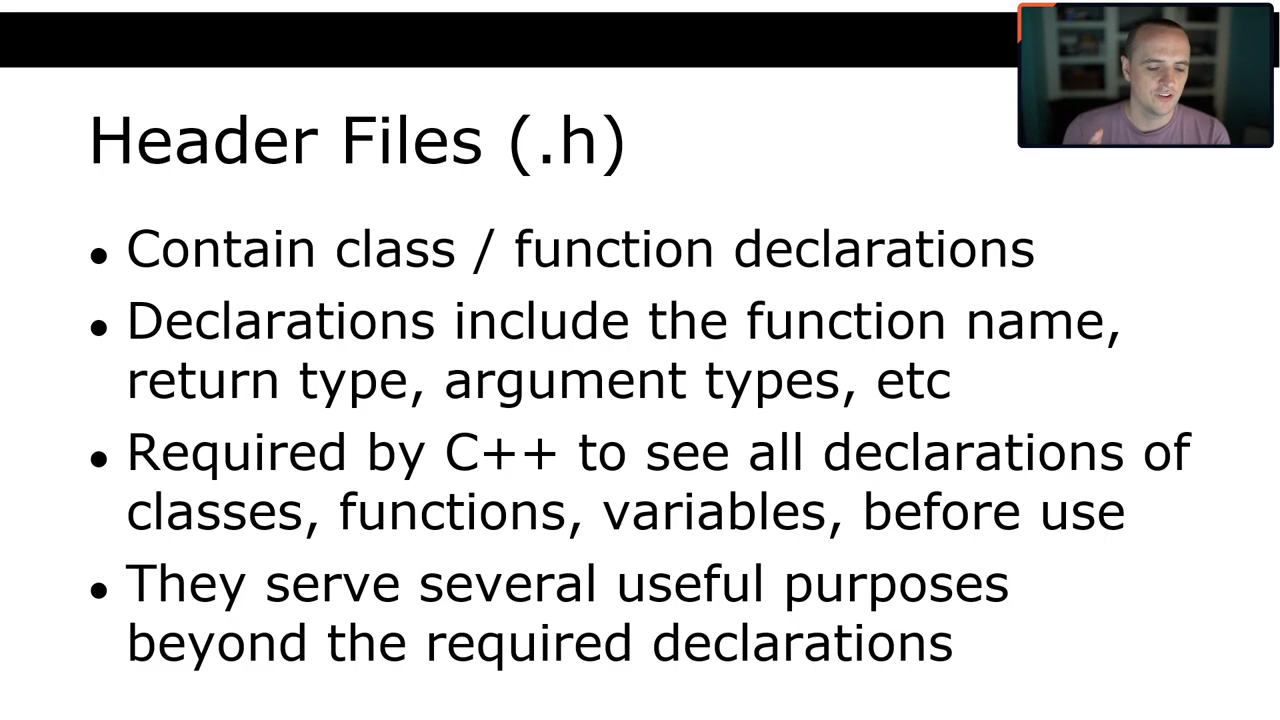 Header Files (.h)
• Contain class / function declarations
• Declarations include the function name,
return type, argument types, etc
• Required by C++ to see all declarations of
classes, functions, variables, before use
• They serve several useful purposes
beyond the required declarations